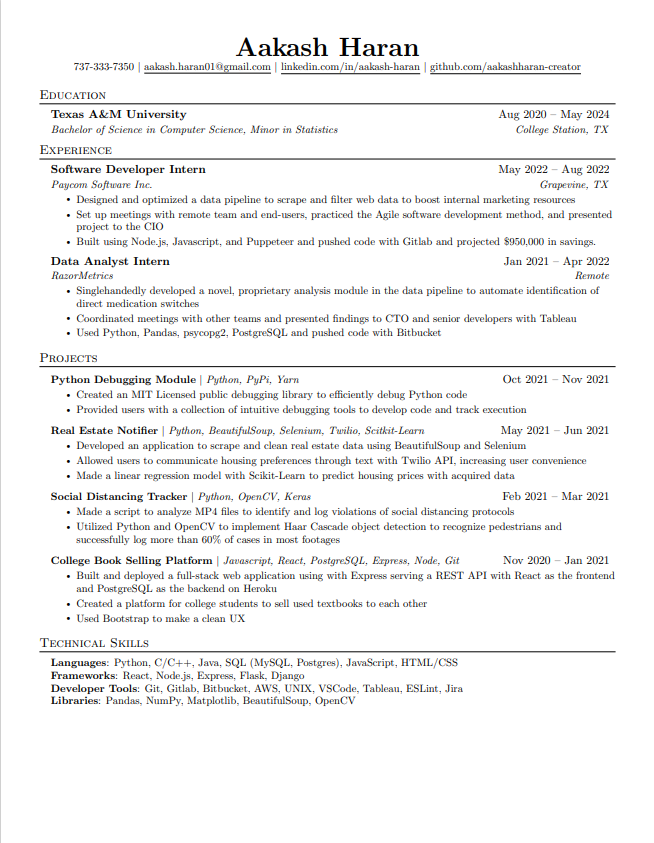 Aakash Haran
737-333-7350 | aakash.haran01@gmail.com | linkedin.com/in/aakash-haran | github.com/aakashharan-creator
Education
Texas A&M University Aug 2020 – May 2024
Bachelor of Science in Computer Science, Minor in Statistics College Station, TX
Experience
Software Developer Intern May 2022 – Aug 2022
Paycom Software Inc. Grapevine, TX
• Designed and optimized a data pipeline to scrape and filter web data to boost internal marketing resources
• Set up meetings with remote team and end-users, practiced the Agile software development method, and presented
project to the CIO
• Built using Node.js, Javascript, and Puppeteer and pushed code with Gitlab and projected $950,000 in savings.
Data Analyst Intern Jan 2021 – Apr 2022
RazorMetrics Remote
• Singlehandedly developed a novel, proprietary analysis module in the data pipeline to automate identification of
direct medication switches
• Coordinated meetings with other teams and presented findings to CTO and senior developers with Tableau
• Used Python, Pandas, psycopg2, PostgreSQL and pushed code with Bitbucket
Projects
Python Debugging Module | Python, PyPi, Yarn Oct 2021 – Nov 2021
• Created an MIT Licensed public debugging library to efficiently debug Python code
• Provided users with a collection of intuitive debugging tools to develop code and track execution
Real Estate Notifier | Python, BeautifulSoup, Selenium, Twilio, Scitkit-Learn May 2021 – Jun 2021
• Developed an application to scrape and clean real estate data using BeautifulSoup and Selenium
• Allowed users to communicate housing preferences through text with Twilio API, increasing user convenience
• Made a linear regression model with Scikit-Learn to predict housing prices with acquired data
Social Distancing Tracker | Python, OpenCV, Keras Feb 2021 – Mar 2021
• Made a script to analyze MP4 files to identify and log violations of social distancing protocols
• Utilized Python and OpenCV to implement Haar Cascade object detection to recognize pedestrians and
successfully log more than 60% of cases in most footages
College Book Selling Platform | Javascript, React, PostgreSQL, Express, Node, Git Nov 2020 – Jan 2021
• Built and deployed a full-stack web application using with Express serving a REST API with React as the frontend
and PostgreSQL as the backend on Heroku
• Created a platform for college students to sell used textbooks to each other
• Used Bootstrap to make a clean UX
Technical Skills
Languages: Python, C/C++, Java, SQL (MySQL, Postgres), JavaScript, HTML/CSS
Frameworks: React, Node.js, Express, Flask, Django
Developer Tools: Git, Gitlab, Bitbucket, AWS, UNIX, VSCode, Tableau, ESLint, Jira
Libraries: Pandas, NumPy, Matplotlib, BeautifulSoup, OpenCV